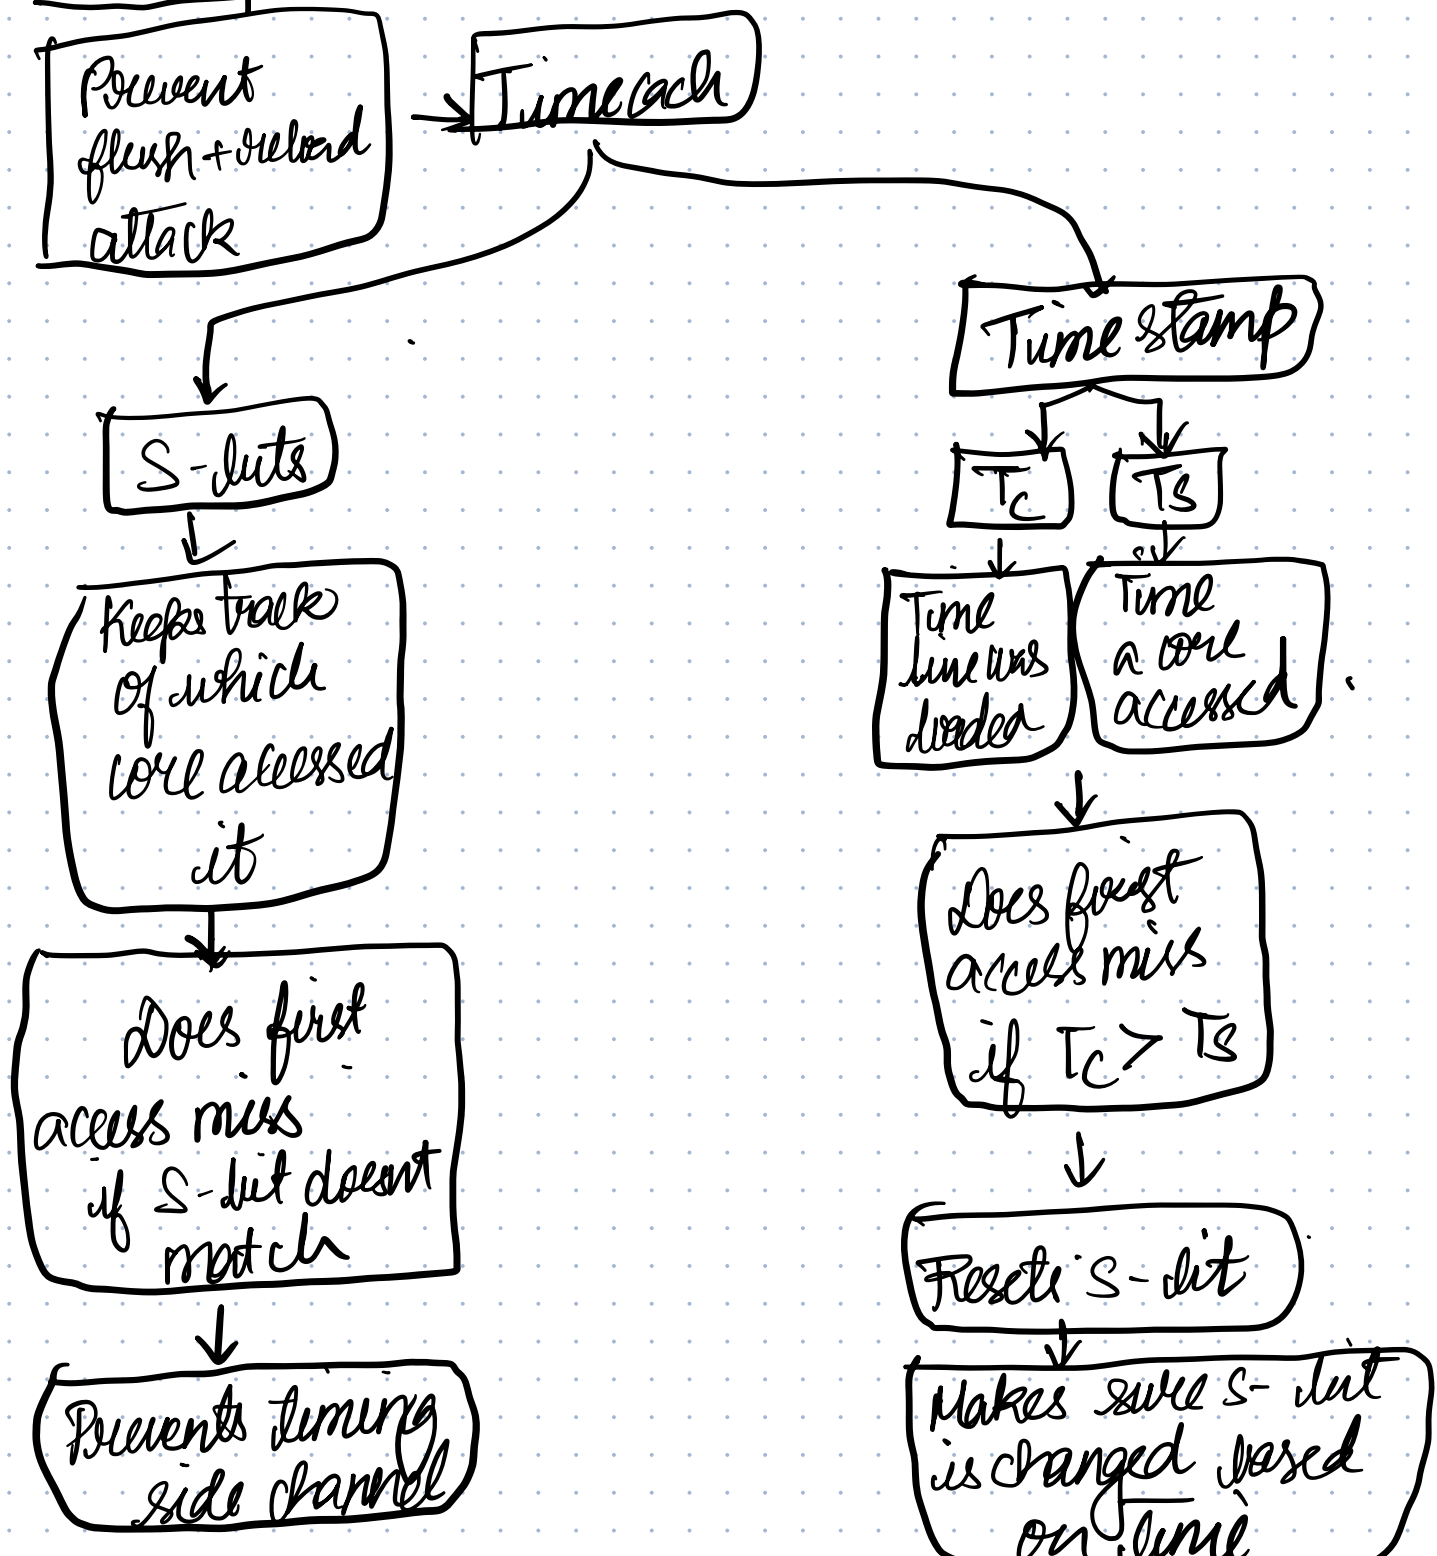 Prevent
flush + reload
attack
Timecach
S-bits
Keeps track
of which
core accessed
it
Does first
access miss
if S-bit doesnt
match
Prevents timing
side channel
Time stamp
Tc
Ts
Time
line was
loaded
Time
a core
accessed
Does first
access miss
if Tc > Ts
Resets S-bit
Makes sure S-bit
is changed based
on time